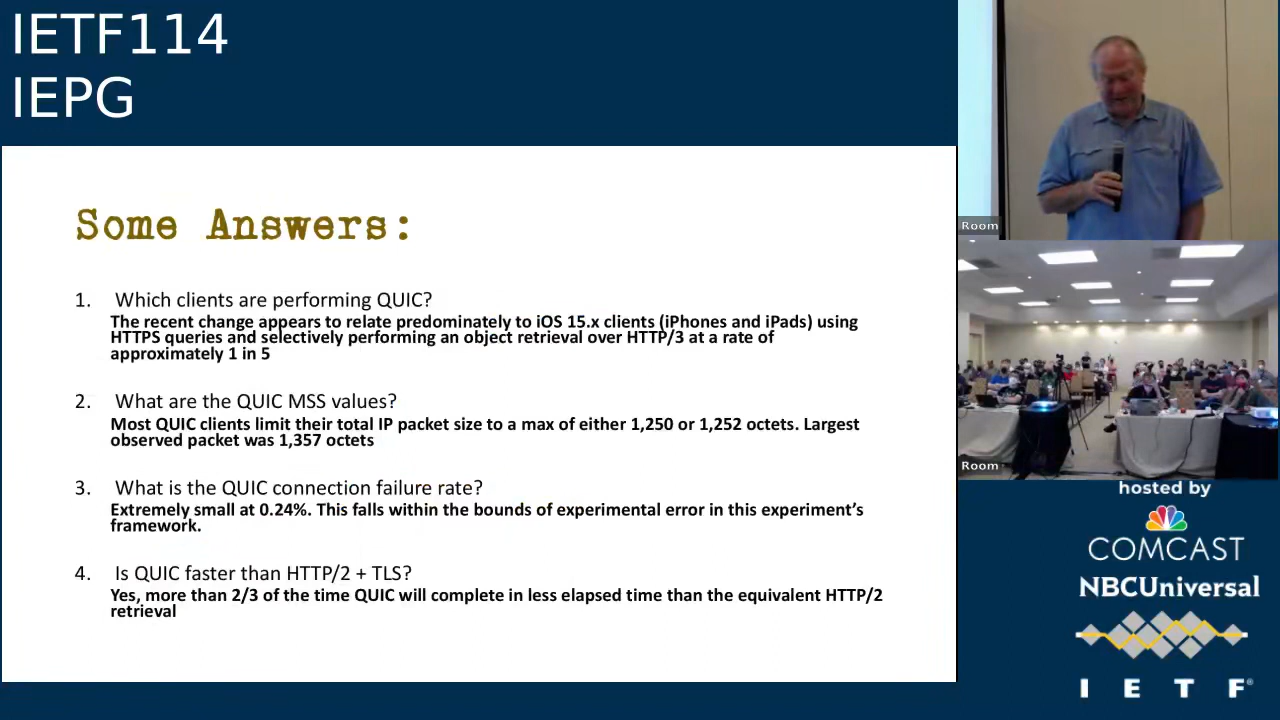 IETF114
IEPG
Some Answers:
1. Which clients are performing QUIC?
The recent change appears to relate predominately to iOS 15.x clients (iPhones and iPads) using
HTTPS queries and selectively performing an object retrieval over HTTP/3 at a rate of
approximately 1 in 5
2. What are the QUIC MSS values?
Most QUIC clients limit their total IP packet size to a max of either 1,250 or 1,252 octets. Largest
observed packet was 1,357 octets
3. What is the QUIC connection failure rate?
Extremely small at 0.24%. This falls within the bounds of experimental error in this experiment’s
framework.
4. Is QUIC faster than HTTP/2 + TLS?
Yes, more than 2/3 of the time QUIC will complete in less elapsed time than the equivalent HTTP/2
retrieval
Room
Room
hosted by
COMCAST
NBCUniversal
I E T F®